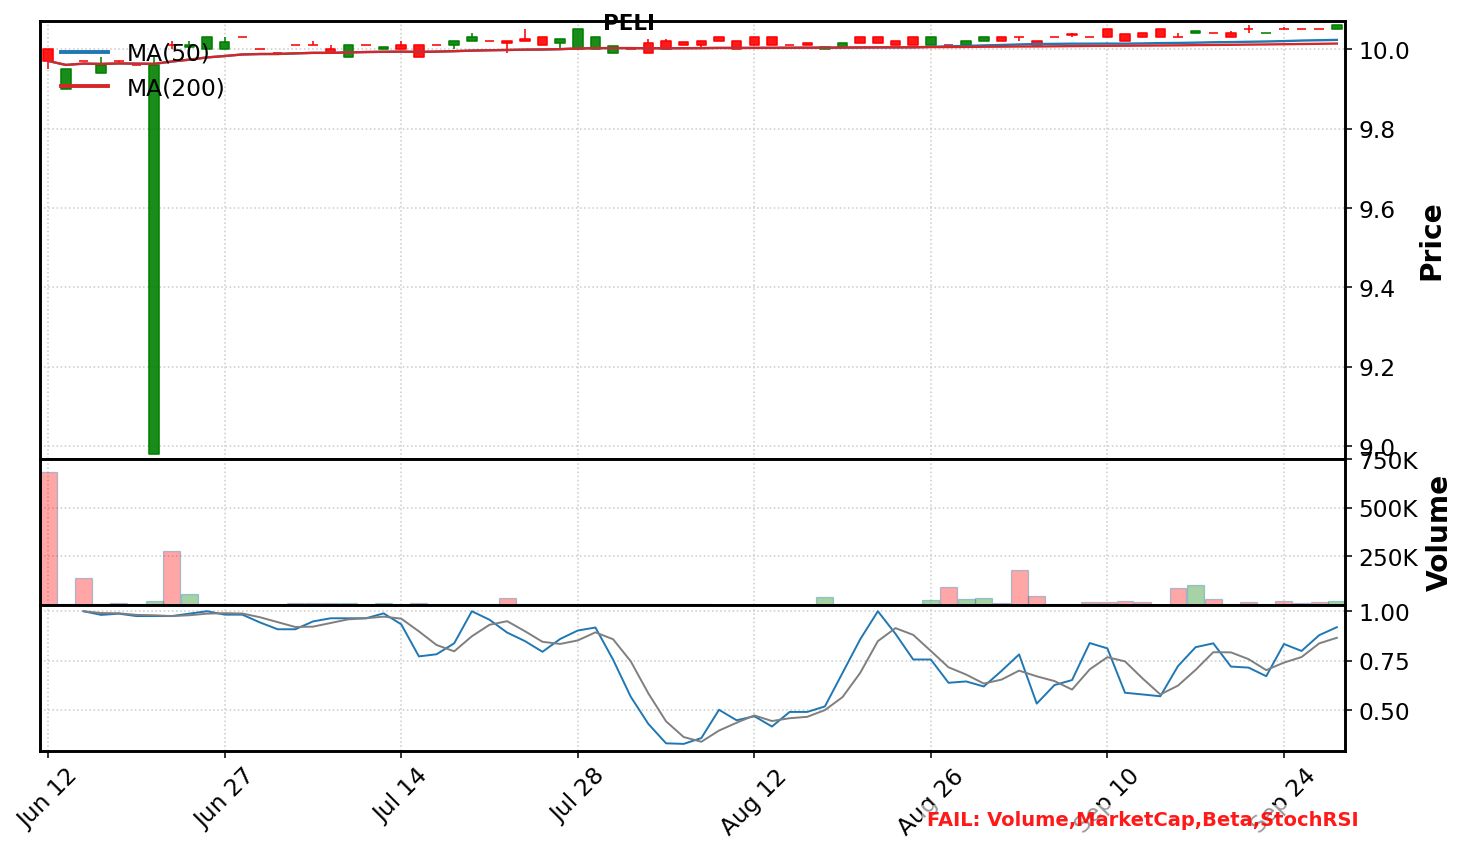 PELI
MA(50)
MA(200)
10.0
9.8
9.6
9.4
9.2
9.0
Price
750K
500K
250K
Volume
1.00
0.75
0.50
Jun 12
Jun 27
Jul 14
Jul 28
Aug 12
Aug 26
Sep 10
Sep 24
FAIL: Volume,MarketCap,Beta,StochRSI